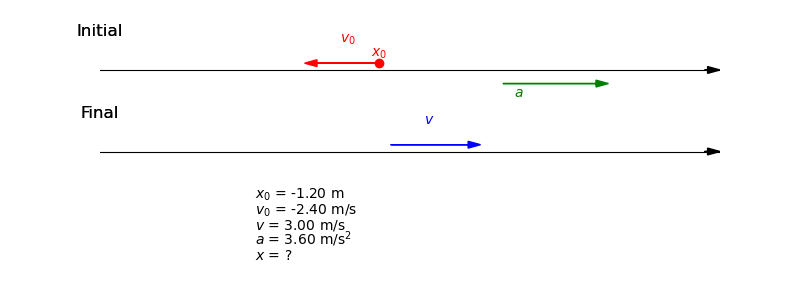 Initial
v₀
x₀
a
Final
v
x₀ = -1.20 m
v₀ = -2.40 m/s
v = 3.00 m/s
a = 3.60 m/s²
x = ?